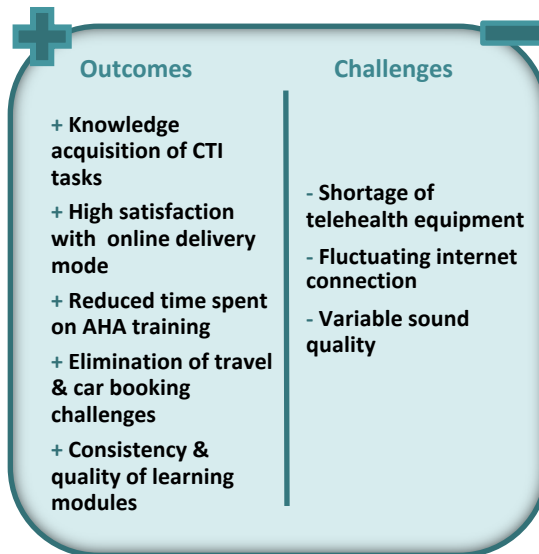 Outcomes
+ Knowledge
acquisition of CTI
tasks
+ High satisfaction
with online delivery
mode
+ Reduced time spent
on AHA training
+ Elimination of travel
& car booking
challenges
+ Consistency &
quality of learning
modules
Challenges
- Shortage of
telehealth equipment
- Fluctuating internet
connection
- Variable sound
quality